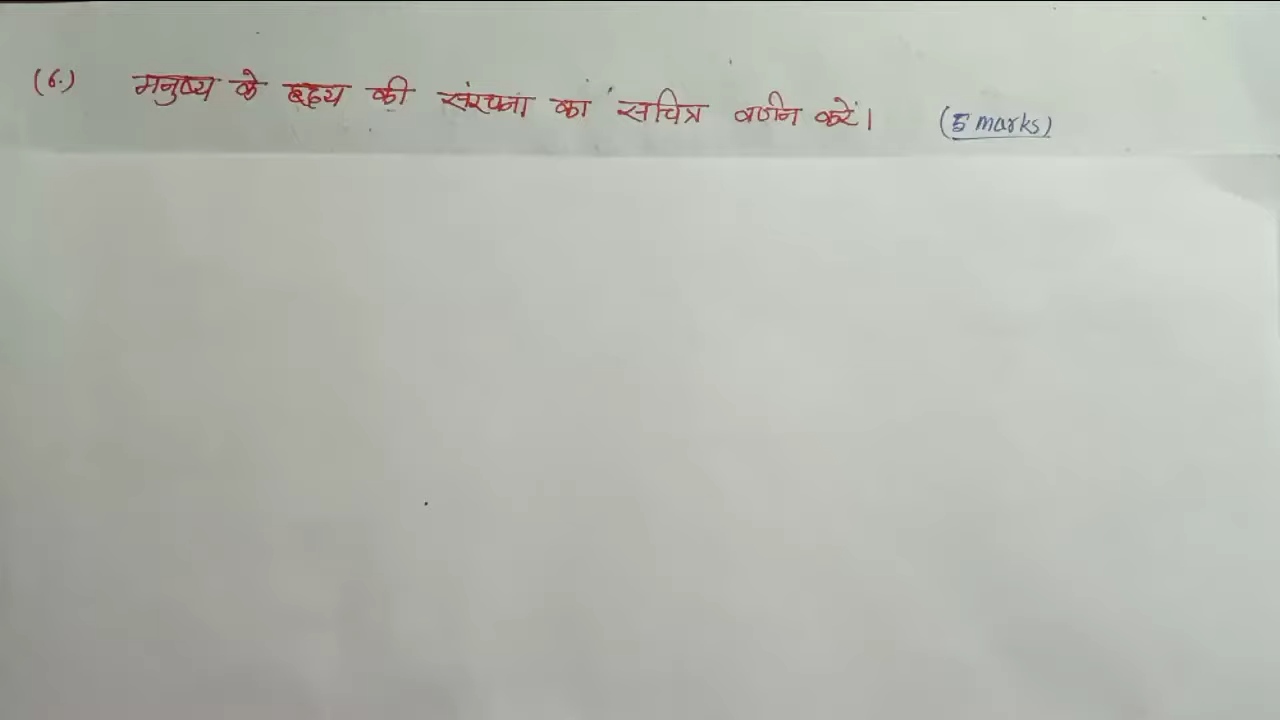 (6.) मनुष्य के हृदय की संरचना का सचित्र वर्णन करें। (5 marks)